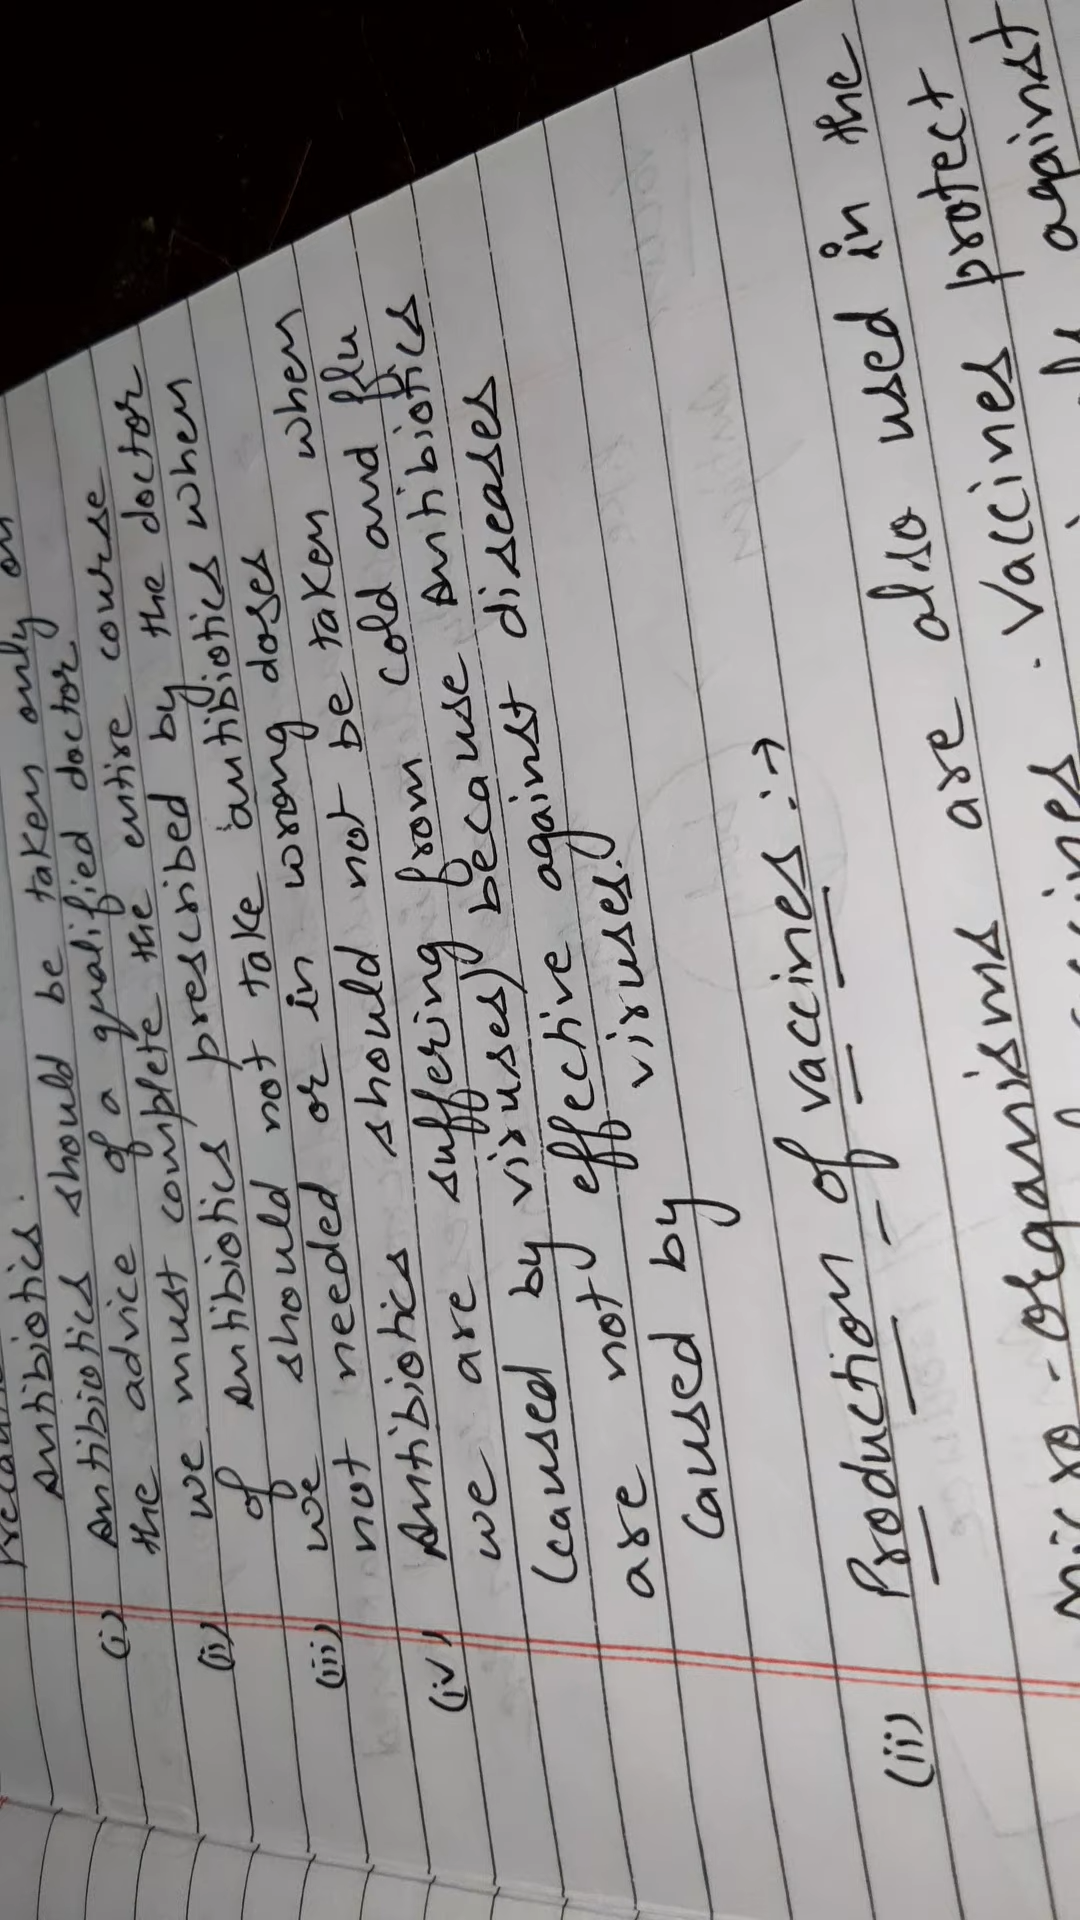 antibiotics.
(i) Antibiotics should be taken only on
the advice of a qualified doctor.
(ii) we must complete the entire course
of antibiotics prescribed by the doctor
(iii) we should not take antibiotics when
not needed or in wrong doses
(iv) Antibiotics should not be taken when
we are suffering from cold and flu
(caused by viruses) because antibiotics
are not effective against diseases
caused by viruses.
(ii) Production of vaccines :→
Micro-organisms are also used in the
vaccines. Vaccines protect
against